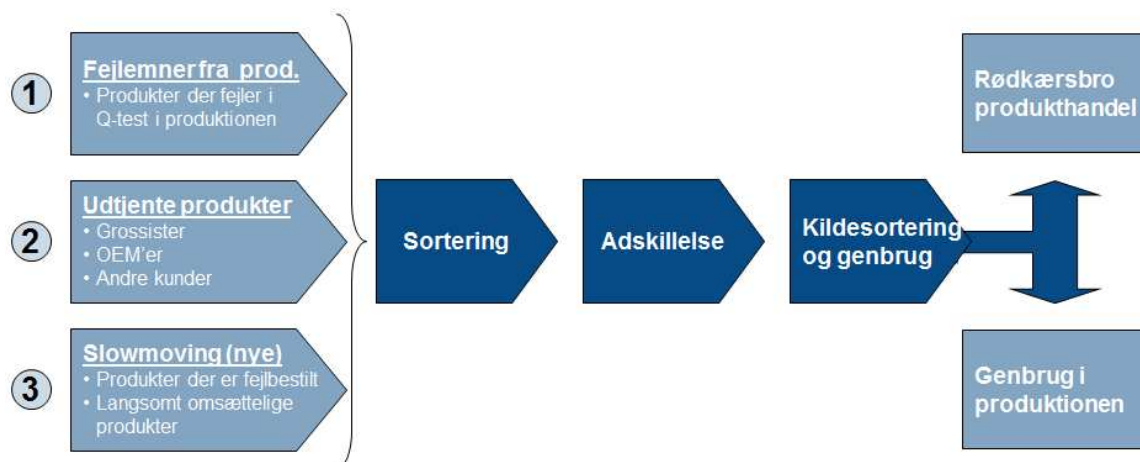 1
Fejlemner fra prod.
• Produkter der fejler i
Q-test i produktionen
2
Udtjente produkter
• Grossister
• OEM'er
• Andre kunder
3
Slowmoving (nye)
• Produkter der er fejlbestilt
• Langsomt omsættelige
produkter
Sortering
Adskillelse
Kildesortering
og genbrug
Rødkærsbro
produkthandel
Genbrug i
produktionen